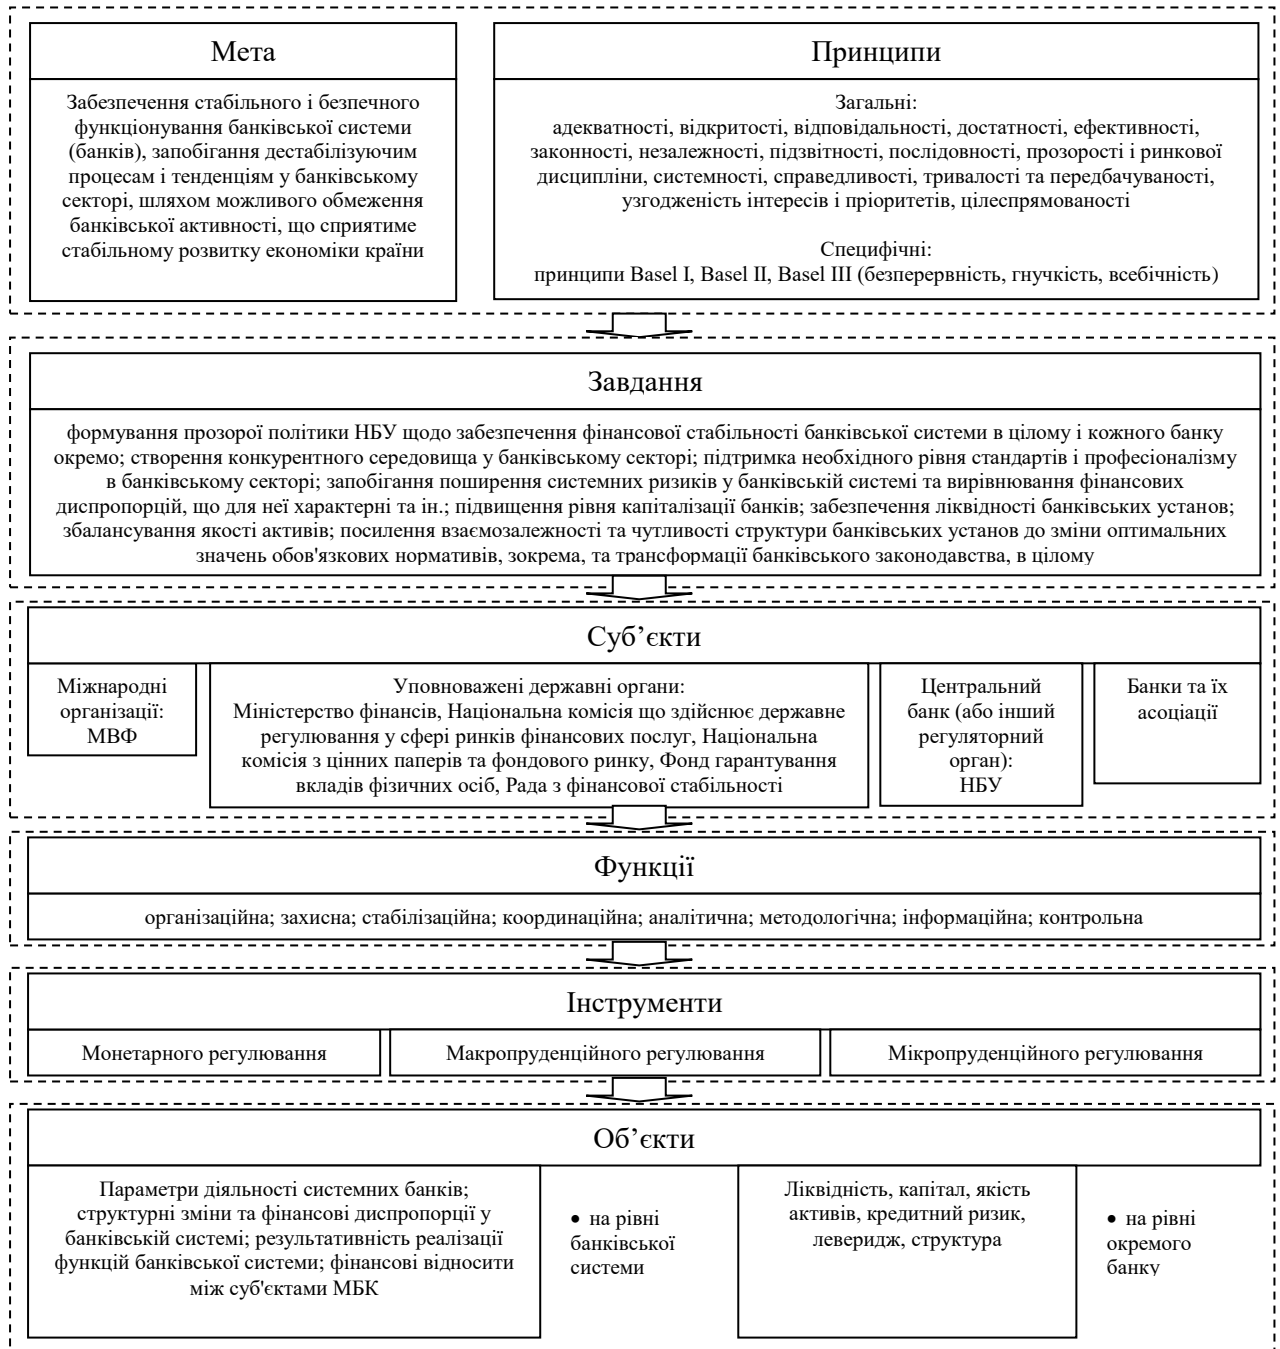 Мета
Забезпечення стабільного і безпечного
функціонування банківської системи
(банків), запобігання дестабілізуючим
процесам і тенденціям у банківському
секторі, шляхом можливого обмеження
банківської активності, що сприятиме
стабільному розвитку економіки країни
Принципи
Загальні:
адекватності, відкритості, відповідальності, достатності, ефективності,
законності, незалежності, підзвітності, послідовності, прозорості і ринкової
дисципліни, системності, справедливості, тривалості та передбачуваності,
узгодженість інтересів і пріоритетів, цілеспрямованості
Специфічні:
принципи Basel I, Basel II, Basel III (безперервність, гнучкість, всебічність)
Завдання
формування прозорої політики НБУ щодо забезпечення фінансової стабільності банківської системи в цілому і кожного банку
окремо; створення конкурентного середовища у банківському секторі; підтримка необхідного рівня стандартів і професіоналізму
в банківському секторі; запобігання поширення системних ризиків у банківській системі та вирівнювання фінансових
диспропорцій, що для неї характерні та ін.; підвищення рівня капіталізації банків; забезпечення ліквідності банківських установ;
збалансування якості активів; посилення взаємозалежності та чутливості структури банківських установ до зміни оптимальних
значень обов'язкових нормативів, зокрема, та трансформації банківського законодавства, в цілому
Суб’єкти
Міжнародні
організації:
МВФ
Уповноважені державні органи:
Міністерство фінансів, Національна комісія що здійснює державне
регулювання у сфері ринків фінансових послуг, Національна
комісія з цінних паперів та фондового ринку, Фонд гарантування
вкладів фізичних осіб, Рада з фінансової стабільності
Центральний
банк (або інший
регуляторний
орган):
НБУ
Банки та їх
асоціації
Функції
організаційна; захисна; стабілізаційна; координаційна; аналітична; методологічна; інформаційна; контрольна
Інструменти
Монетарного регулювання
Макропруденційного регулювання
Мікропруденційного регулювання
Об’єкти
Параметри діяльності системних банків;
структурні зміни та фінансові диспропорції у
банківській системі; результативність реалізації
функцій банківської системи; фінансові відносити
між суб'єктами МБК
• на рівні
банківської
системи
Ліквідність, капітал, якість
активів, кредитний ризик,
леверидж, структура
• на рівні
окремого
банку